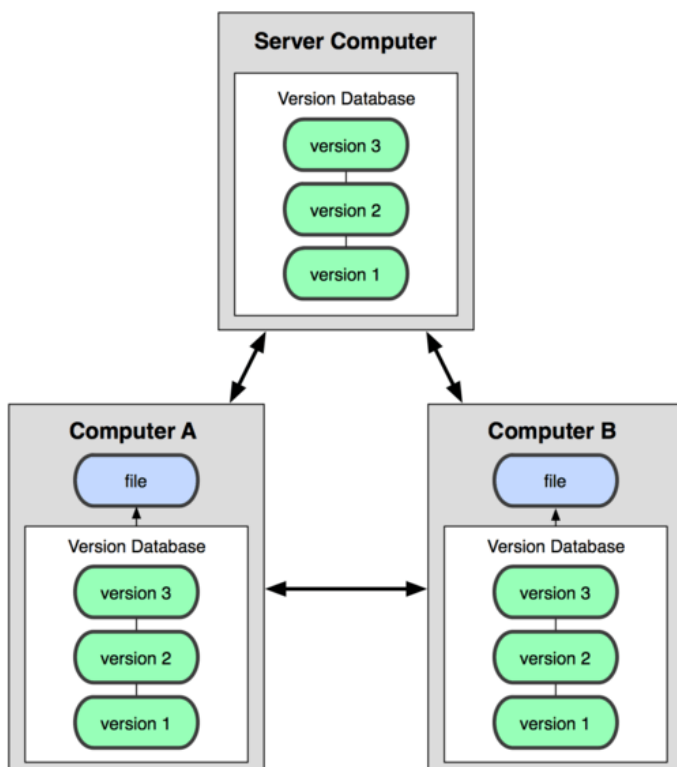 Server Computer
Version Database
version 3
version 2
version 1
Computer A
file
Version Database
version 3
version 2
version 1
Computer B
file
Version Database
version 3
version 2
version 1